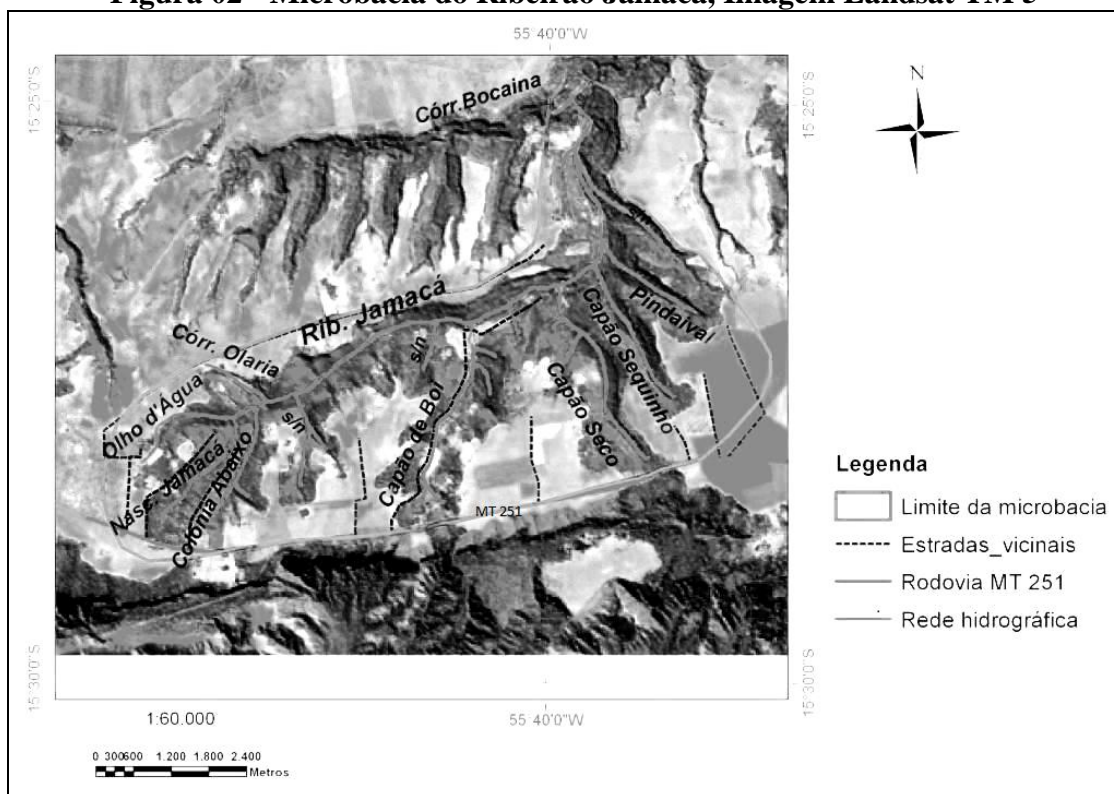 Figura 02 - Microbacia do Ribeirão Jamacá, Imagem Landsat TM 5
55°40'0"W
15°25'0"S
15°25'0"S
N
Córr.Bocaina
s/n
Rib. Jamacá
Pindaival
Córr. Olaria
s/n
Capão Sequinho
Olho d'Água
s/n
Capão de Boi
Capão Seco
Nasc. Jamacá
Colônia Abaixo
MT 251
Legenda
Limite da microbacia
Estradas_vicinais
Rodovia MT 251
Rede hidrográfica
15°30'0"S
15°30'0"S
1:60.000
55°40'0"W
0 300 600 1.200 1.800 2.400
Metros